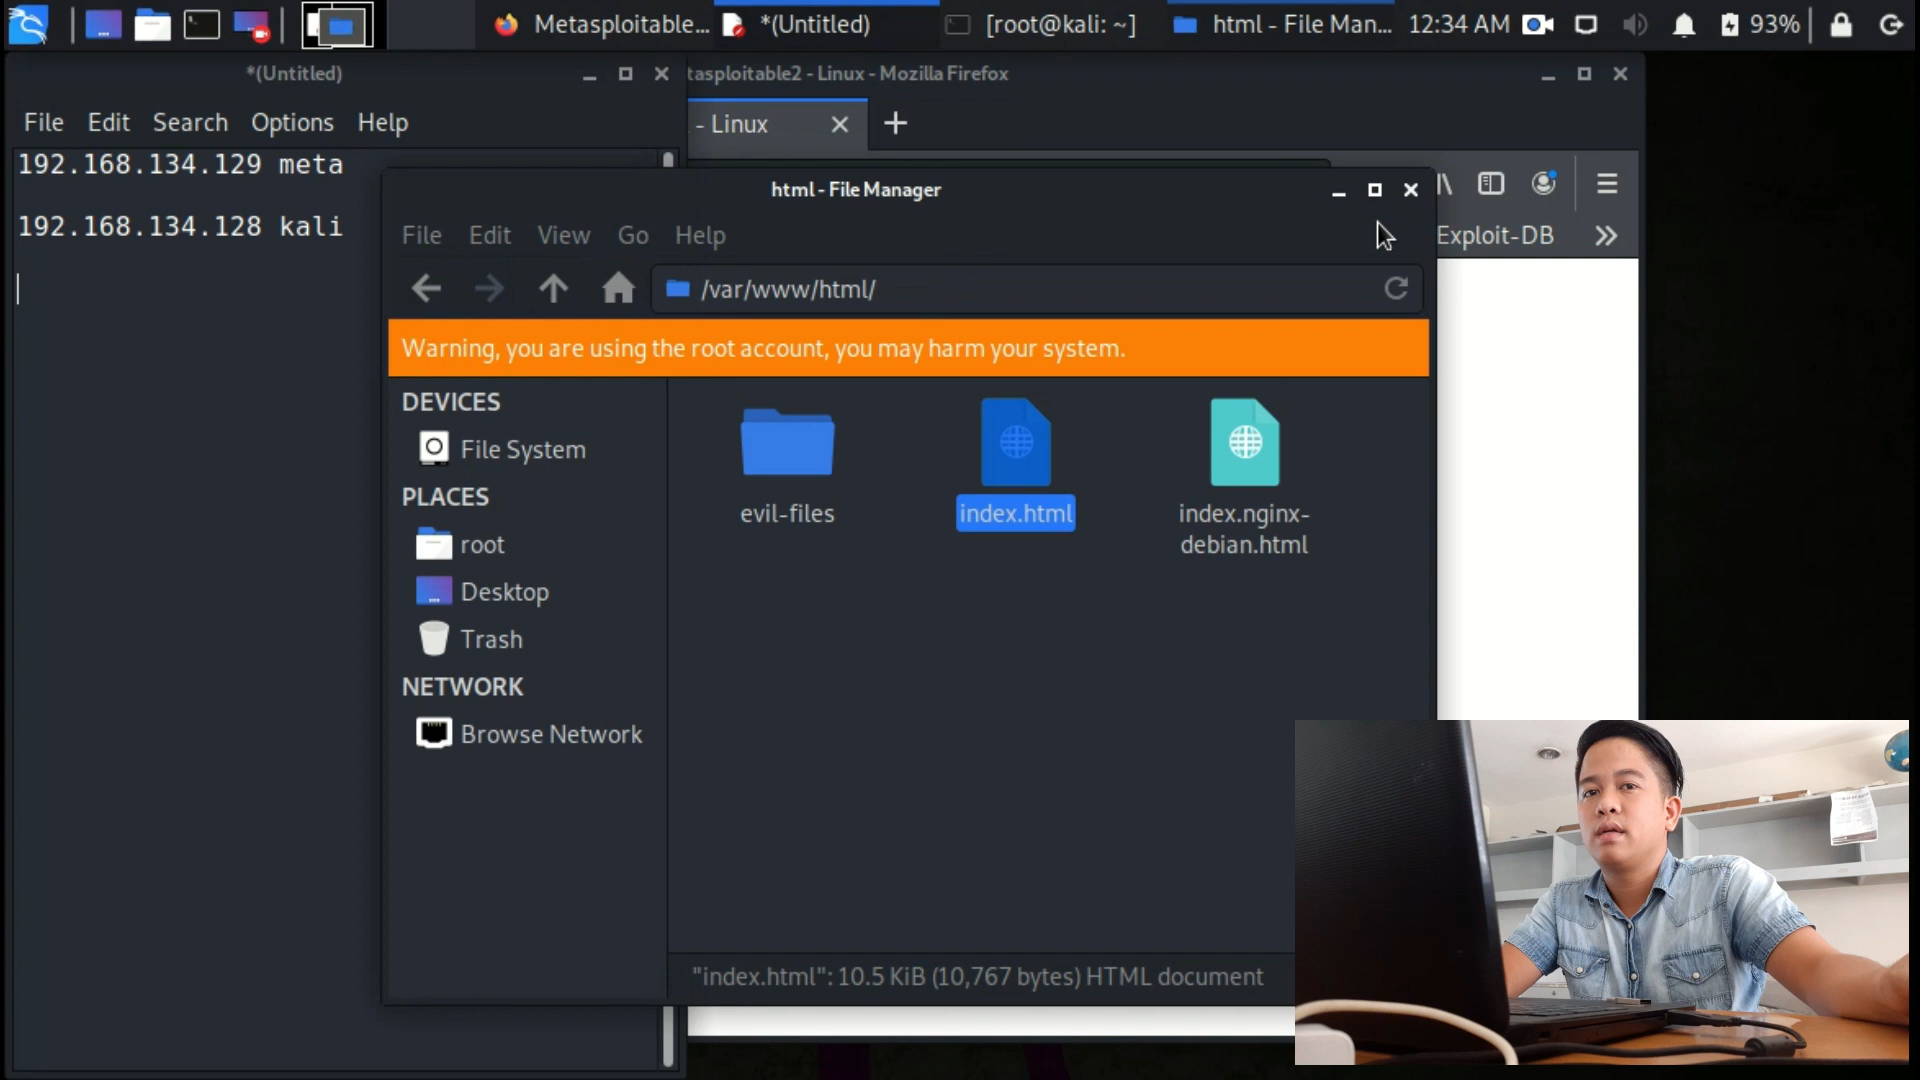 Metasploitable...
*(Untitled)
[root@kali: ~]
html - File Man...
12:34 AM
93%
*(Untitled)
tasploitable2 - Linux - Mozilla Firefox
File Edit Search Options Help
- Linux
192.168.134.129 meta
192.168.134.128 kali
html - File Manager
File Edit View Go Help
Exploit-DB
/var/www/html/
Warning, you are using the root account, you may harm your system.
DEVICES
File System
PLACES
root
Desktop
Trash
NETWORK
Browse Network
evil-files
index.html
index.nginx-
debian.html
"index.html": 10.5 KiB (10,767 bytes) HTML document